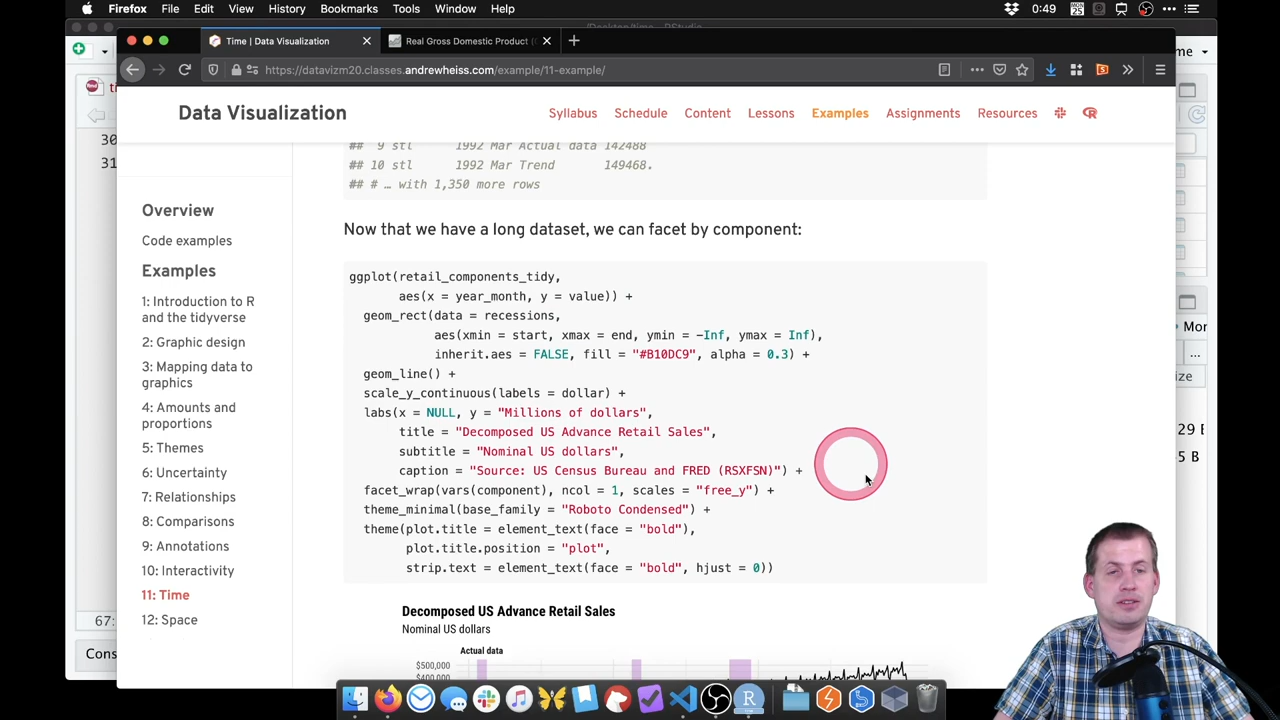 Firefox File Edit View History Bookmarks Tools Window Help 0:49
Time | Data Visualization
https://datavizm20.classes.andrewheiss.com
Data Visualization
Syllabus Schedule Content Lessons Examples Assignments Resources
30
31
67:
Cons
Overview
Code examples
Examples
1: Introduction to R
and the tidyverse
2: Graphic design
3: Mapping data to
graphics
4: Amounts and
proportions
5: Themes
6: Uncertainty
7: Relationships
8: Comparisons
9: Annotations
10: Interactivity
11: Time
12: Space
## 9 stl 1992 Mar Actual data 142488
## 10 stl 1992 Mar Trend 149468.
## # … with 1,350 more rows
Now that we have a long dataset, we can facet by component:
ggplot(retail_components_tidy,
aes(x = year_month, y = value)) +
geom_rect(data = recessions,
aes(xmin = start, xmax = end, ymin = -Inf, ymax = Inf),
inherit.aes = FALSE, fill = "#B10DC9", alpha = 0.3) +
geom_line() +
scale_y_continuous(labels = dollar) +
labs(x = NULL, y = "Millions of dollars",
title = "Decomposed US Advance Retail Sales",
subtitle = "Nominal US dollars",
caption = "Source: US Census Bureau and FRED (RSXFSN)") +
facet_wrap(vars(component), ncol = 1, scales = "free_y") +
theme_minimal(base_family = "Roboto Condensed") +
theme(plot.title = element_text(face = "bold"),
plot.title.position = "plot",
strip.text = element_text(face = "bold", hjust = 0))
Decomposed US Advance Retail Sales
Nominal US dollars
Actual data
$500,000
$400,000